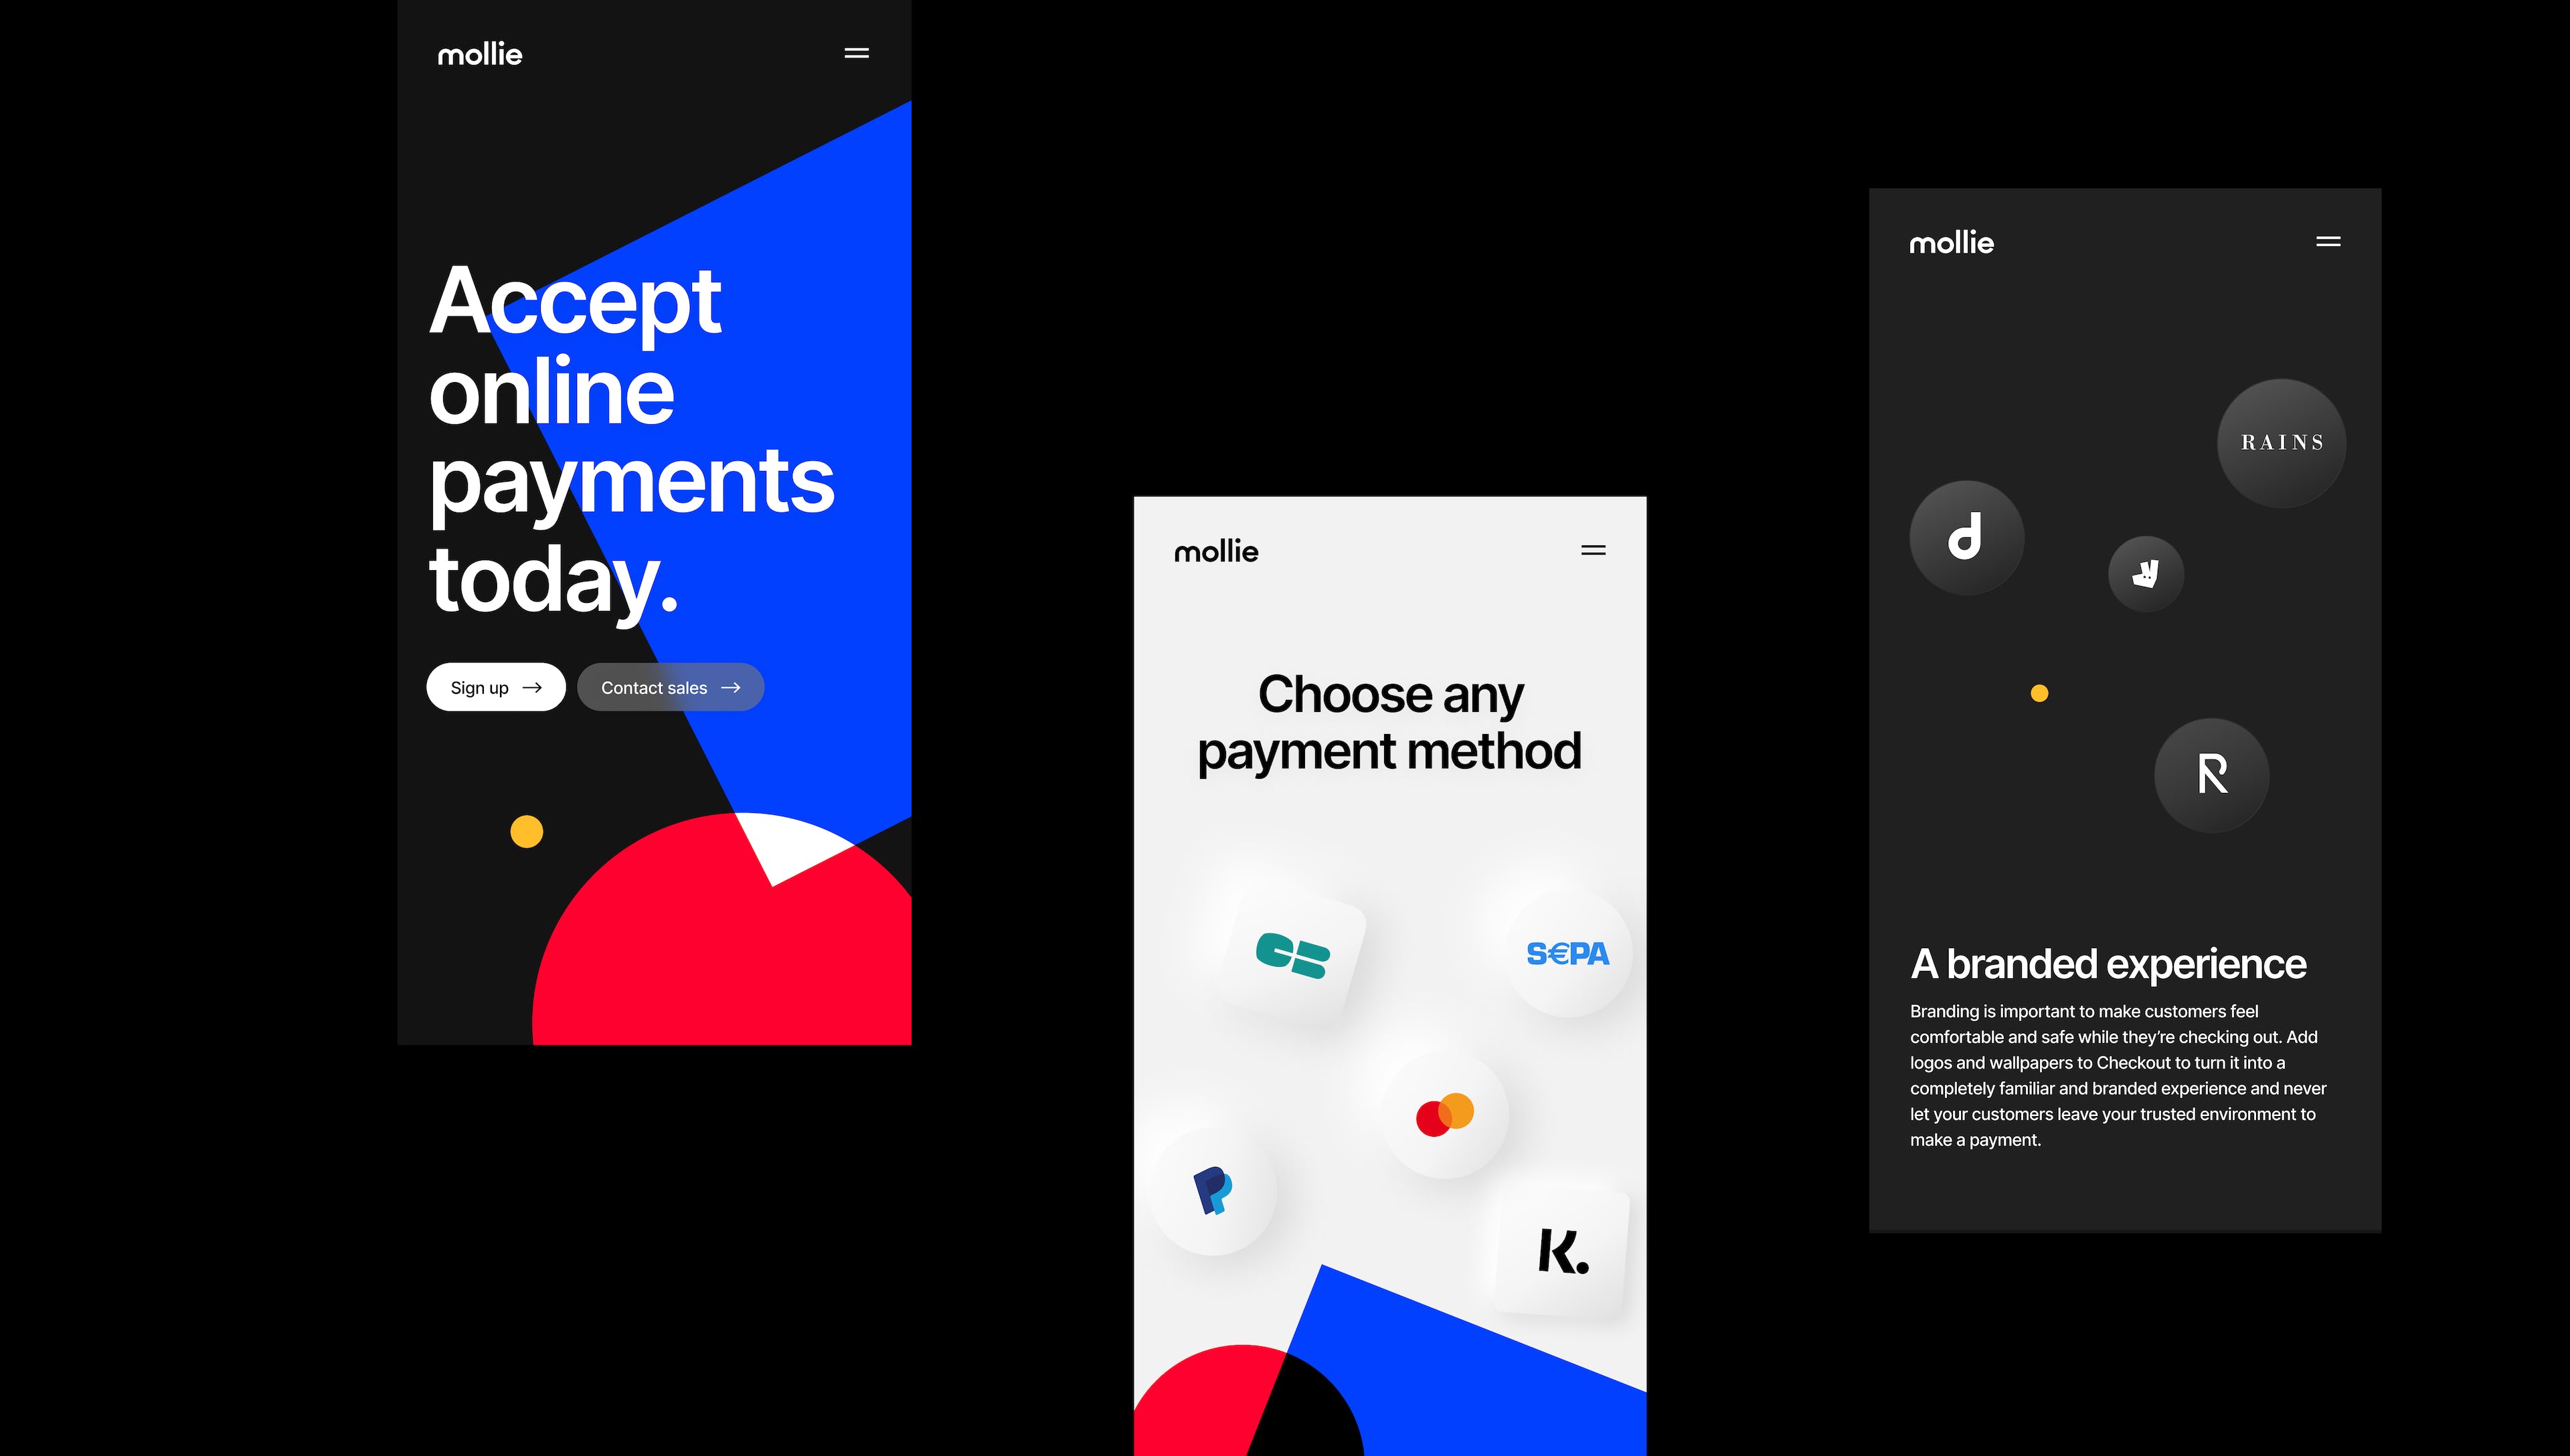 mollie
Accept
online
payments
today.
Sign up
Contact sales
mollie
Choose any
payment method
CB
S€PA
P
K.
mollie
RAINS
d
R
A branded experience
Branding is important to make customers feel
comfortable and safe while they’re checking out. Add
logos and wallpapers to Checkout to turn it into a
completely familiar and branded experience and never
let your customers leave your trusted environment to
make a payment.